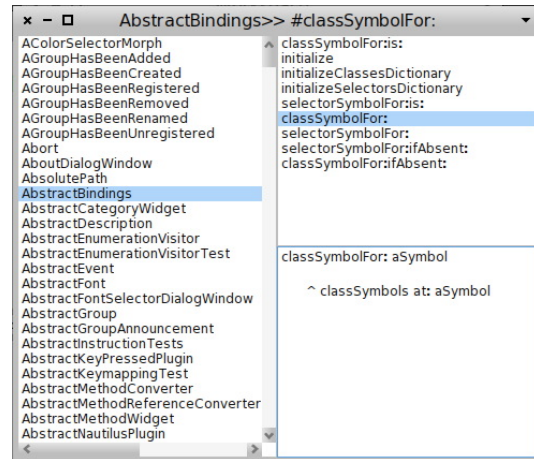 AbstractBindings>> #classSymbolFor:
AColorSelectorMorph
AGroupHasBeenAdded
AGroupHasBeenCreated
AGroupHasBeenRegistered
AGroupHasBeenRemoved
AGroupHasBeenRenamed
AGroupHasBeenUnregistered
Abort
AboutDialogWindow
AbsolutePath
AbstractBindings
AbstractCategoryWidget
AbstractDescription
AbstractEnumerationVisitor
AbstractEnumerationVisitorTest
AbstractEvent
AbstractFont
AbstractFontSelectorDialogWindow
AbstractGroup
AbstractGroupAnnouncement
AbstractInstructionTests
AbstractKeyPressedPlugin
AbstractKeymappingTest
AbstractMethodConverter
AbstractMethodReferenceConverter
AbstractMethodWidget
AbstractNautilusPlugin
classSymbolFor:is:
initialize
initializeClassesDictionary
initializeSelectorsDictionary
selectorSymbolFor:is:
classSymbolFor:
selectorSymbolFor:
selectorSymbolFor:ifAbsent:
classSymbolFor:ifAbsent:
classSymbolFor: aSymbol
^ classSymbols at: aSymbol